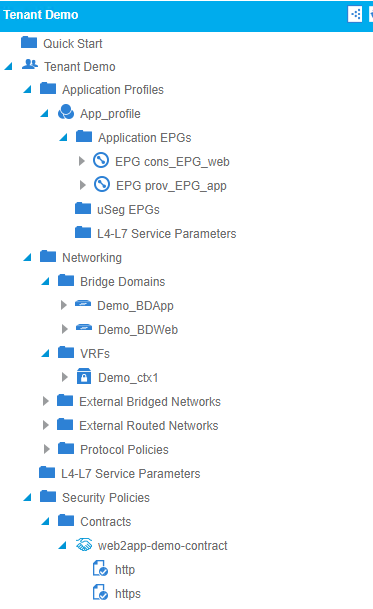 Tenant Demo
Quick Start
Tenant Demo
Application Profiles
App_profile
Application EPGs
EPG cons_EPG_web
EPG prov_EPG_app
uSeg EPGs
L4-L7 Service Parameters
Networking
Bridge Domains
Demo_BDApp
Demo_BDWeb
VRFs
Demo_ctx1
External Bridged Networks
External Routed Networks
Protocol Policies
L4-L7 Service Parameters
Security Policies
Contracts
web2app-demo-contract
http
https